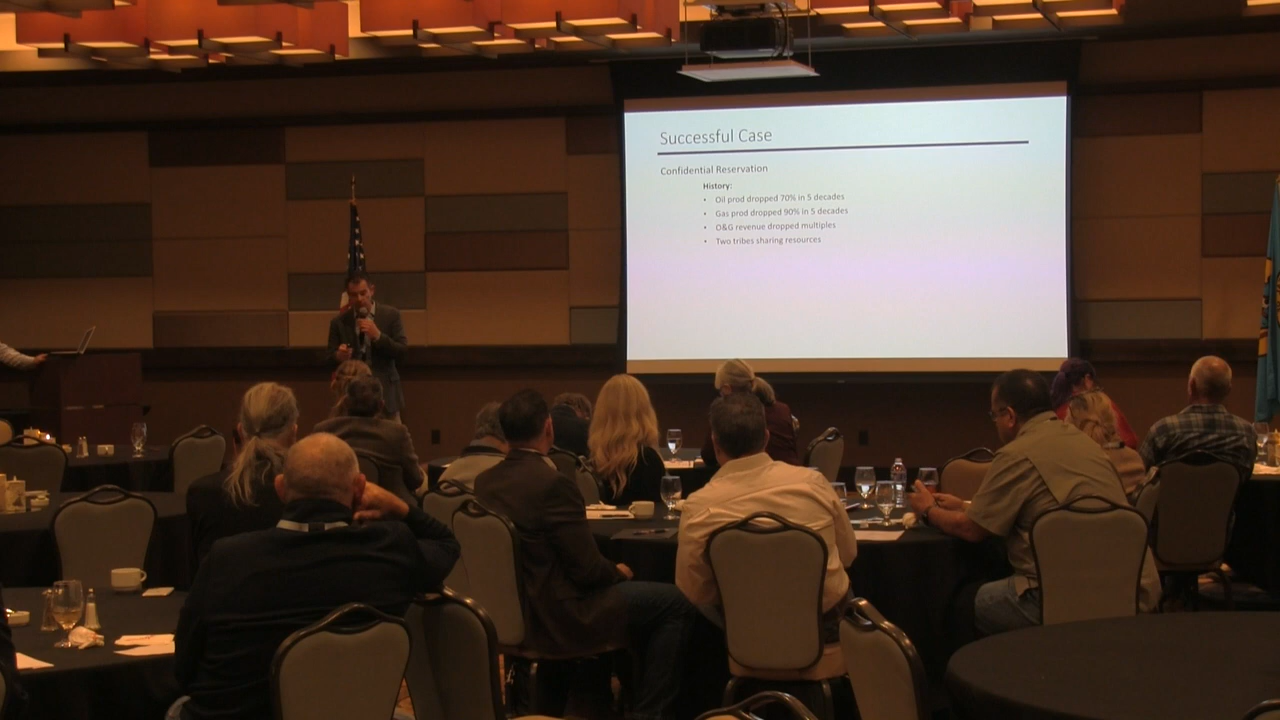 Successful Case
Confidential Reservation
History:
• Oil prod dropped 70% in 5 decades
• Gas prod dropped 90% in 5 decades
• O&G revenue dropped multiples
• Two tribes sharing resources